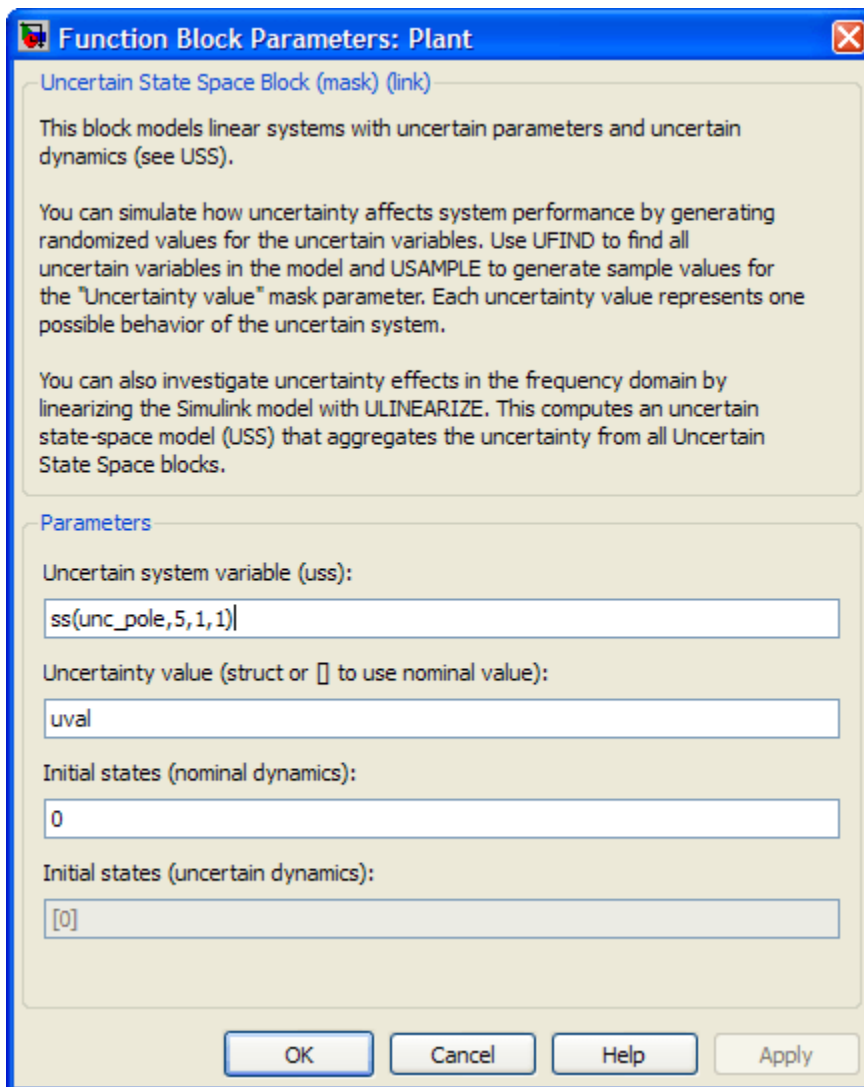 Function Block Parameters: Plant
Uncertain State Space Block (mask) (link)
This block models linear systems with uncertain parameters and uncertain
dynamics (see USS).
You can simulate how uncertainty affects system performance by generating
randomized values for the uncertain variables. Use UFIND to find all
uncertain variables in the model and USAMPLE to generate sample values for
the "Uncertainty value" mask parameter. Each uncertainty value represents one
possible behavior of the uncertain system.
You can also investigate uncertainty effects in the frequency domain by
linearizing the Simulink model with ULINEARIZE. This computes an uncertain
state-space model (USS) that aggregates the uncertainty from all Uncertain
State Space blocks.
Parameters
Uncertain system variable (uss):
ss(unc_pole,5,1,1)
Uncertainty value (struct or [] to use nominal value):
uval
Initial states (nominal dynamics):
0
Initial states (uncertain dynamics):
[0]
OK Cancel Help Apply